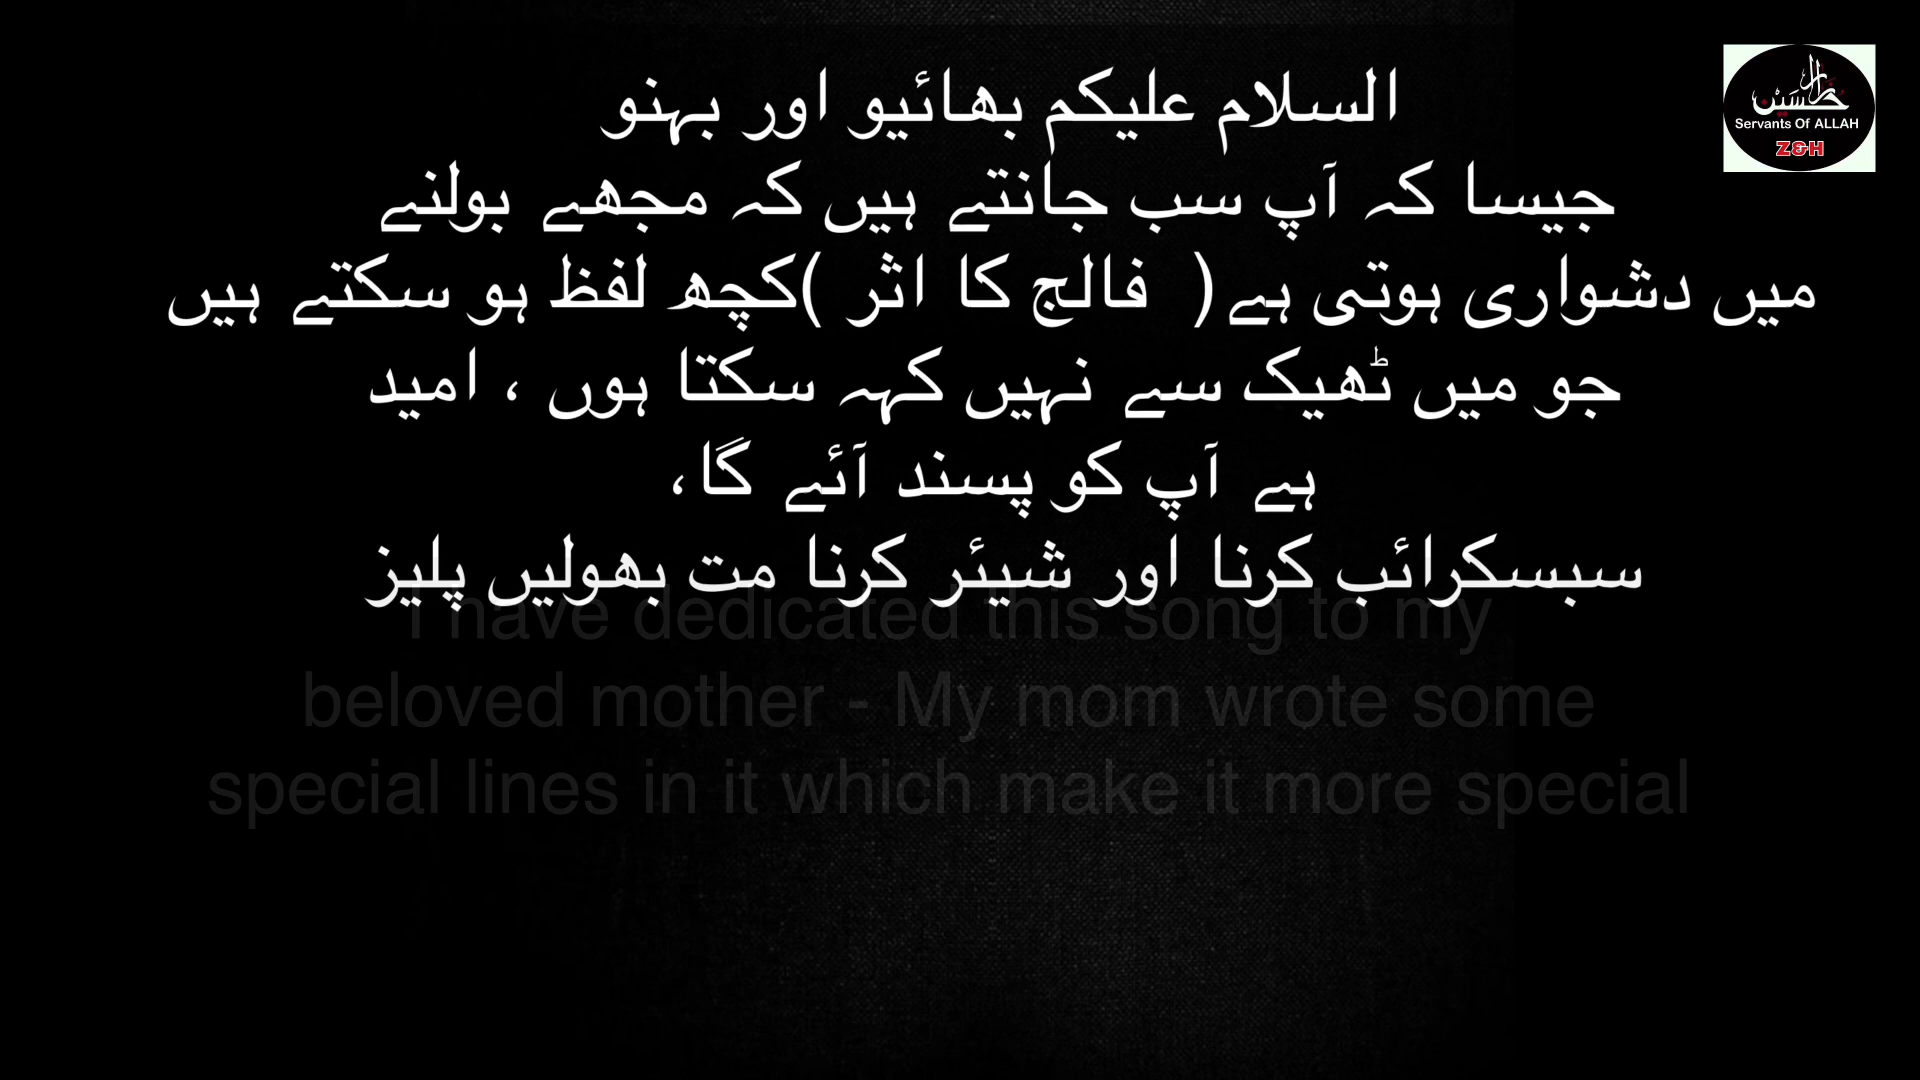 السلام علیکم بھائیو اور بہنو
جیسا کہ آپ سب جانتے ہیں کہ مجھے بولنے
میں دشواری ہوتی ہے ( فالج کا اثر )کچھ لفظ ہو سکتے ہیں
جو میں ٹھیک سے نہیں کہہ سکتا ہوں ، امید
ہے آپ کو پسند آئے گا،
سبسکرائب کرنا اور شیئر کرنا مت بھولیں پلیز
I have dedicated this song to my
beloved mother - My mom wrote some
special lines in it which make it more special
Servants Of ALLAH
Z&H